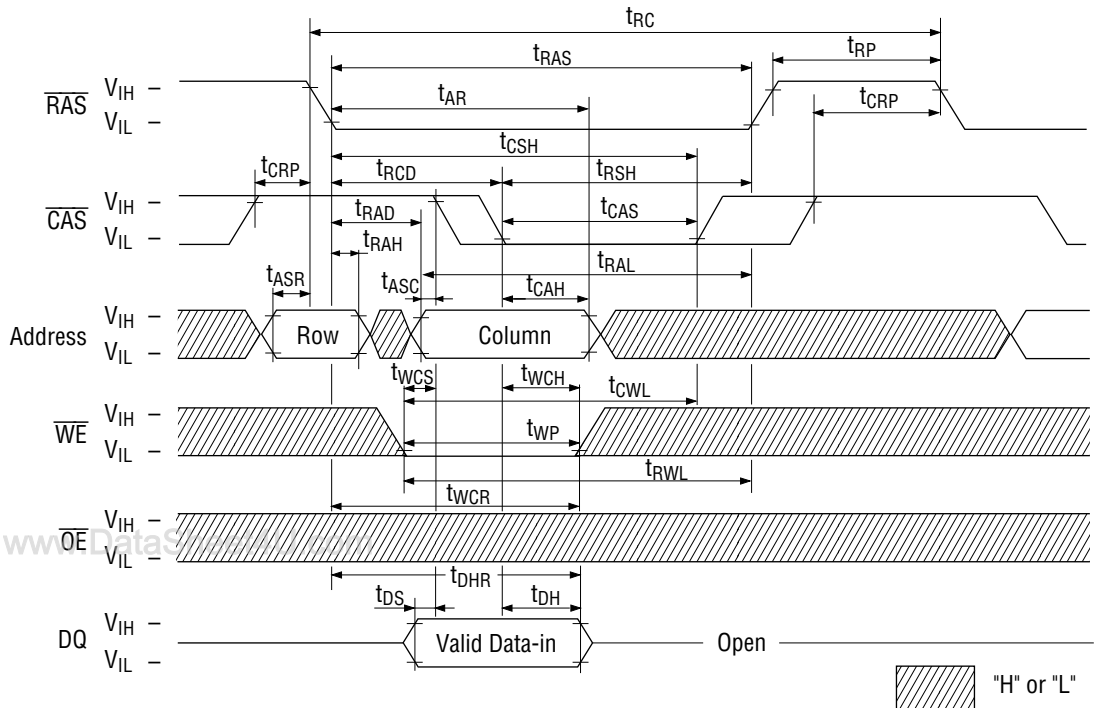 tRC
tRAS
tRP
RAS
VIH
VIL
tAR
tCRP
tCSH
tCRP
tRCD
tRSH
CAS
VIH
VIL
tRAD
tCAS
tRAH
tRAL
tASR
tASC
tCAH
Address
VIH
VIL
Row
Column
tWCS
tWCH
tCWL
WE
VIH
VIL
tWP
tRWL
tWCR
OE
VIH
VIL
www.DataSheet4U.com
tDHR
tDS
tDH
DQ
VIH
VIL
Valid Data-in
Open
"H" or "L"